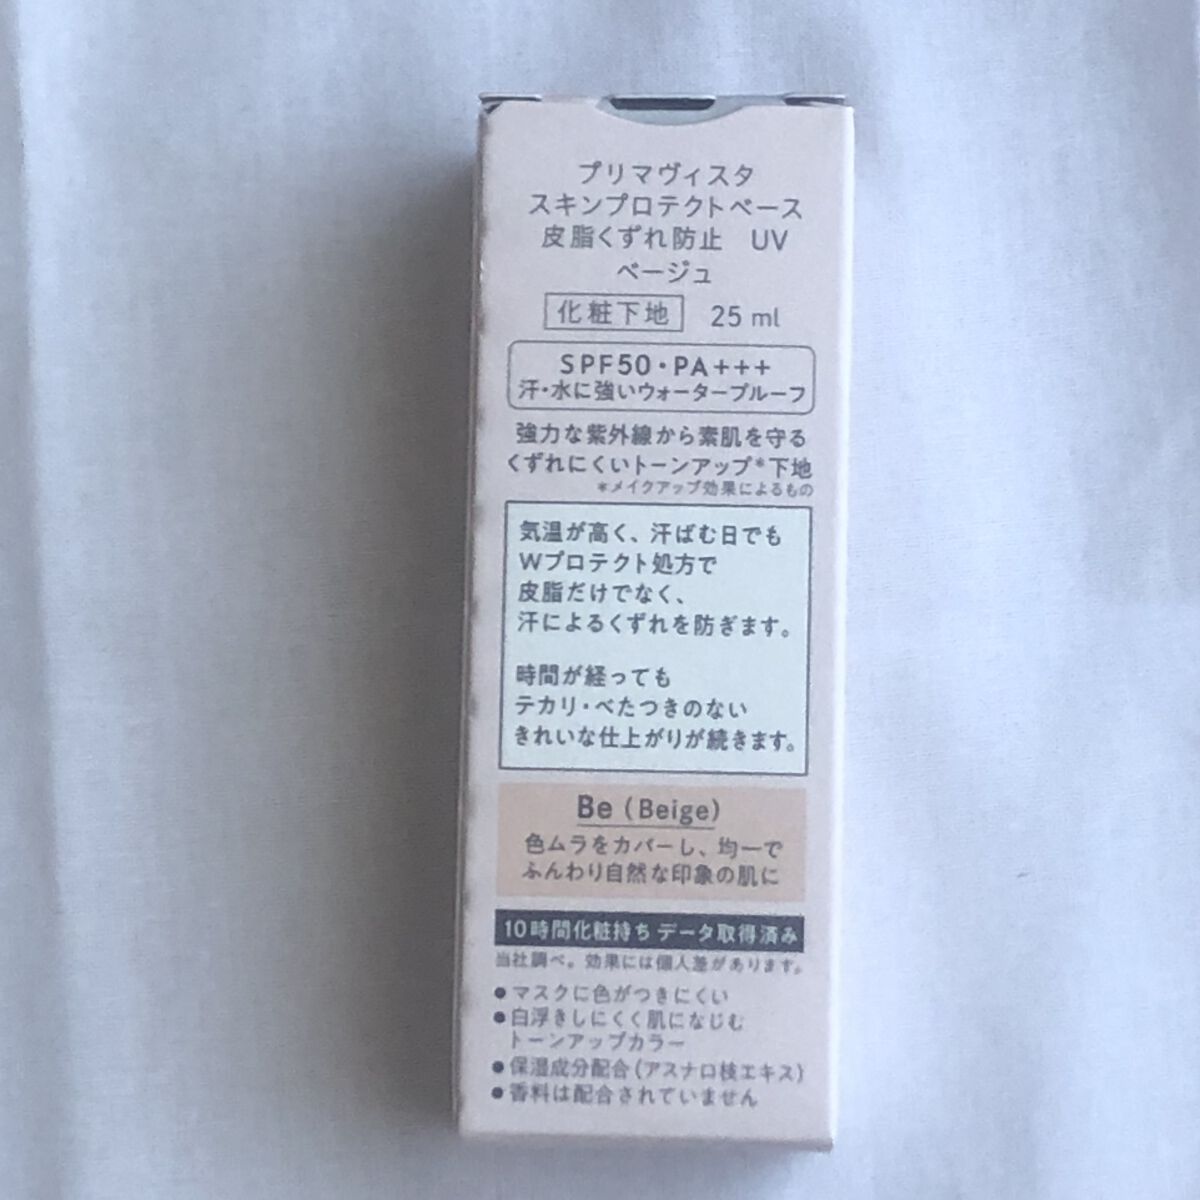 プリマヴィスタ
スキンプロテクトベース
皮脂くずれ防止　UV
ベージュ
化粧下地　25 ml
SPF50・PA+++
汗・水に強いウォータープルーフ
強力な紫外線から素肌を守る
くずれにくいトーンアップ*下地
*メイクアップ効果によるもの
気温が高く、汗ばむ日でも
Wプロテクト処方で
皮脂だけでなく、
汗によるくずれを防ぎます。
時間が経っても
テカリ・べたつきのない
きれいな仕上がりが続きます。
Be (Beige)
色ムラをカバーし、均一で
ふんわり自然な印象の肌に
10時間化粧持ち データ取得済み
当社調べ。効果には個人差があります。
●マスクに色がつきにくい
●白浮きしにくく肌になじむ
トーンアップカラー
●保湿成分配合(アスナロ枝エキス)
●香料は配合されていません